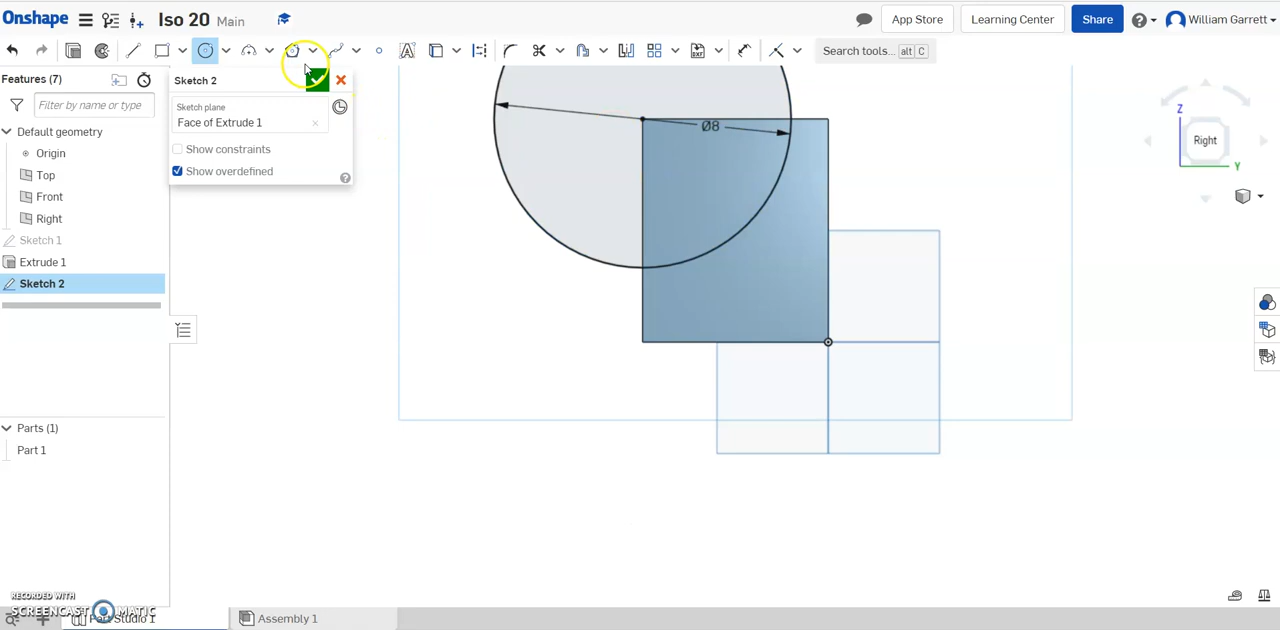 Onshape Iso 20 Main App Store Learning Center Share William Garrett
Search tools... alt C
Features (7)
Filter by name or type
Default geometry
Origin
Top
Front
Right
Sketch 1
Extrude 1
Sketch 2
Parts (1)
Part 1
Sketch 2
Sketch plane
Face of Extrude 1
Show constraints
Show overdefined
Ø8
Z
Right
Y
RECORDED WITH
SCREENCAST MATIC
Part Studio 1
Assembly 1